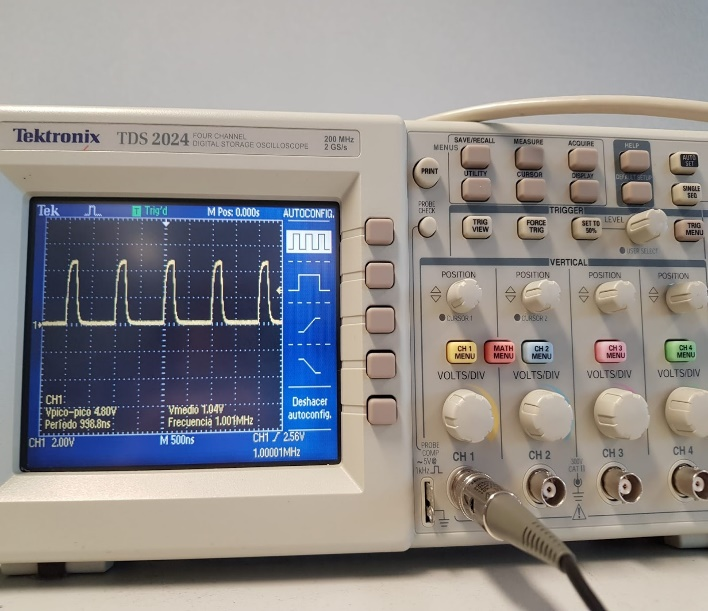 Tektronix TDS 2024 FOUR CHANNEL DIGITAL STORAGE OSCILLOSCOPE 200 MHz 2 GS/s
Tek T Trig'd M Pos: 0.000s AUTOCONFIG.
1
CH1
Vpico-pico 4.80V Vmedio 1.04V
Período 998.8ns Frecuencia 1.001MHz
CH1 2.00V M 500ns CH1 2.56V
1.00001MHz
Deshacer
autoconfig.
MENUS
SAVE/RECALL MEASURE ACQUIRE HELP AUTO SET
PRINT
UTILITY CURSOR DISPLAY DEFAULT SETUP SINGLE SEQ
PROBE CHECK
TRIGGER
TRIG VIEW FORCE TRIG SET TO 50% LEVEL TRIG MENU
USER SELECT
VERTICAL
POSITION POSITION POSITION POSITION
CURSOR 1 CURSOR 2
CH 1 MENU MATH MENU CH 2 MENU CH 3 MENU CH 4 MENU
VOLTS/DIV VOLTS/DIV VOLTS/DIV VOLTS/DIV
PROBE COMP
~5V
1kHz
CH 1 CH 2 CH 3 CH 4
300V
CAT II